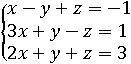 x − y + z = −1
3x + y − z = 1
2x + y + z = 3